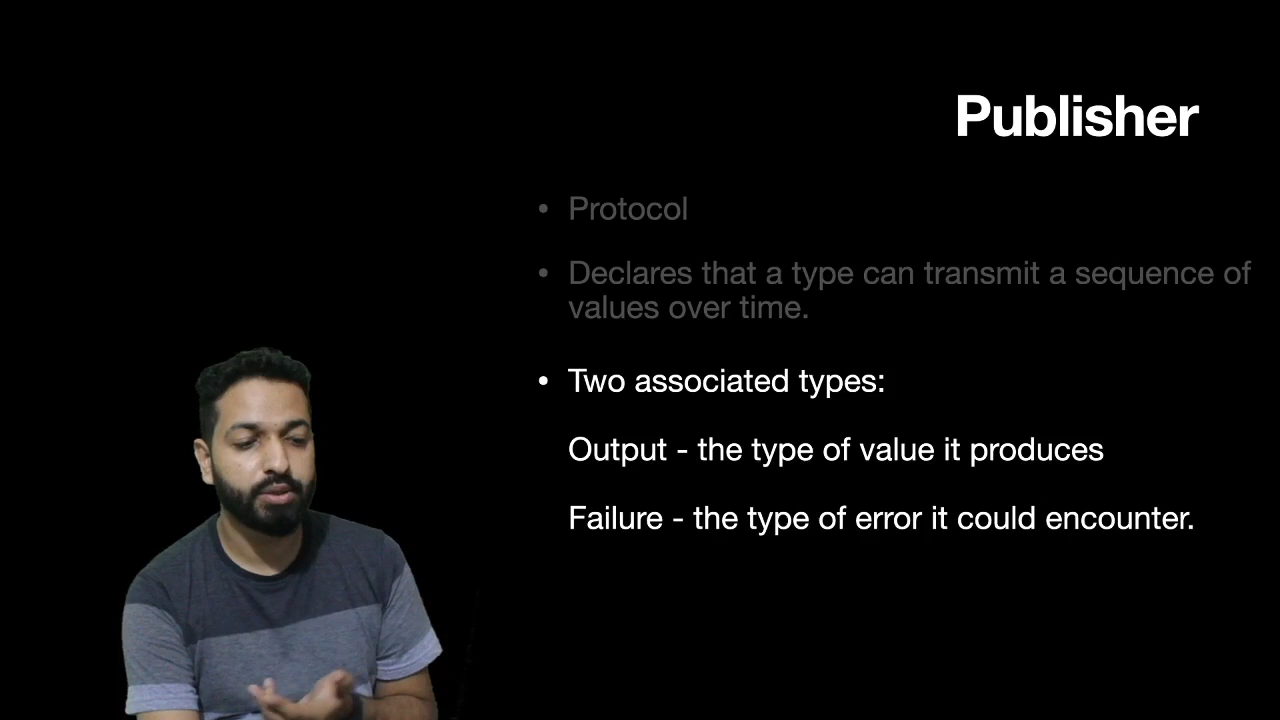 Publisher
• Protocol
• Declares that a type can transmit a sequence of
values over time.
• Two associated types:
Output - the type of value it produces
Failure - the type of error it could encounter.